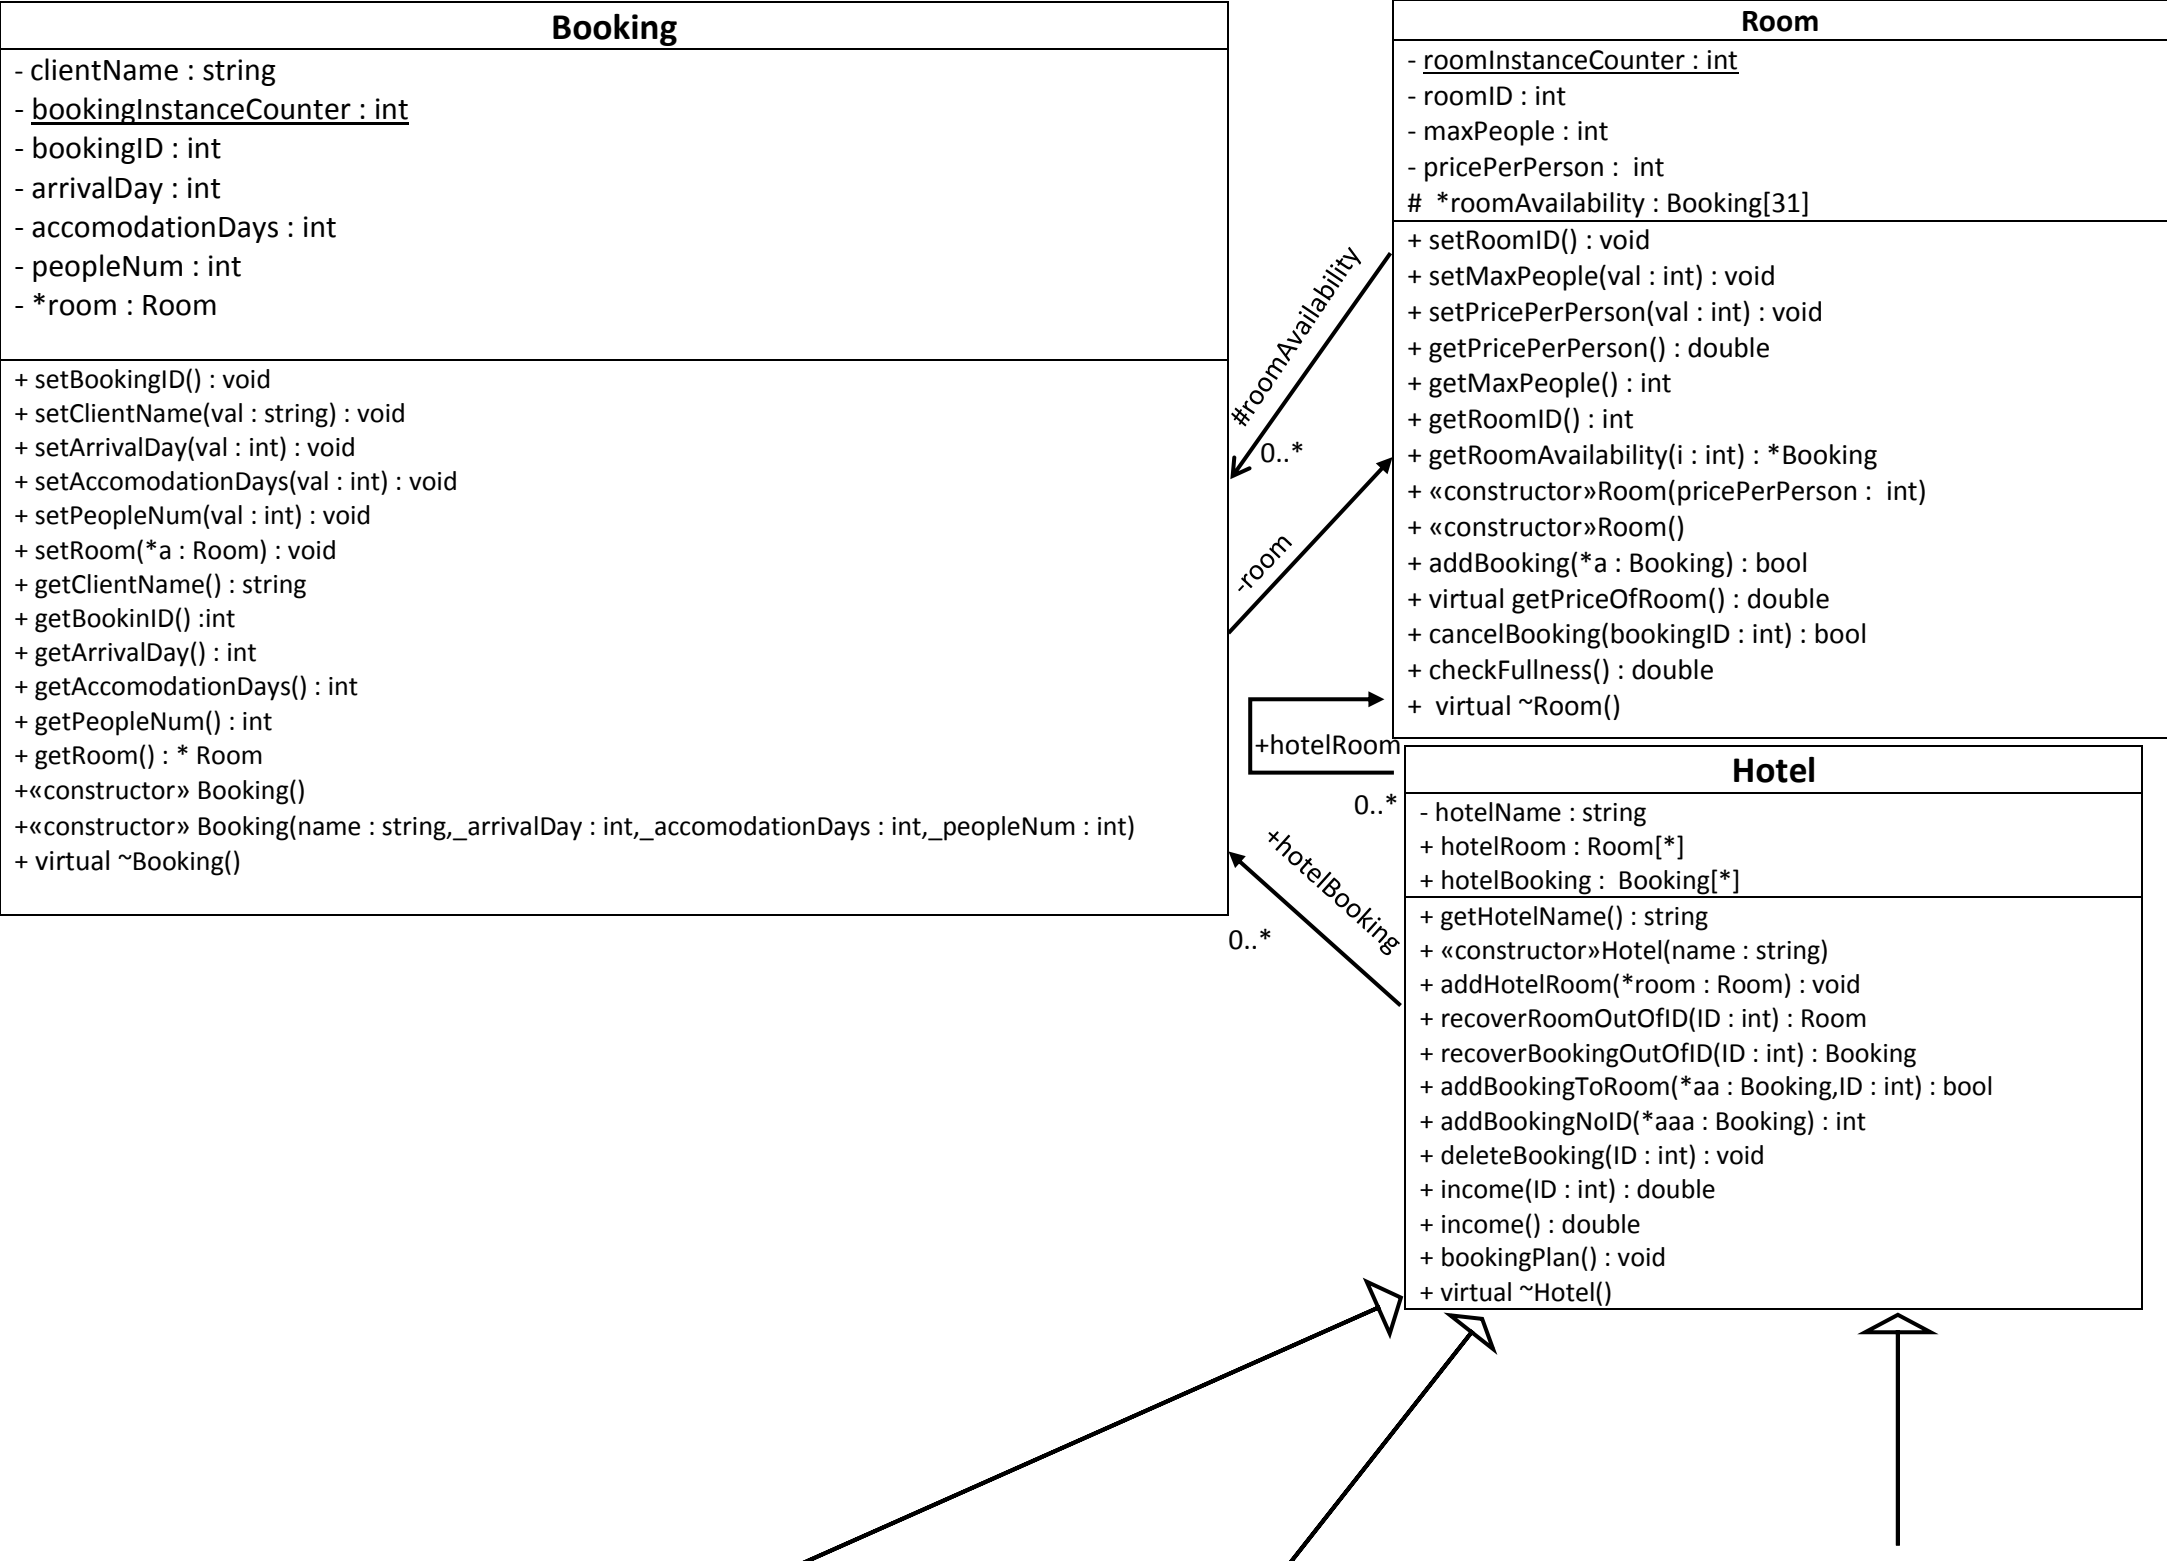 Booking
- clientName : string
- bookingInstanceCounter : int
- bookingID : int
- arrivalDay : int
- accomodationDays : int
- peopleNum : int
- *room : Room
+ setBookingID() : void
+ setClientName(val : string) : void
+ setArrivalDay(val : int) : void
+ setAccomodationDays(val : int) : void
+ setPeopleNum(val : int) : void
+ setRoom(*a : Room) : void
+ getClientName() : string
+ getBookinID() :int
+ getArrivalDay() : int
+ getAccomodationDays() : int
+ getPeopleNum() : int
+ getRoom() : * Room
+«constructor» Booking()
+«constructor» Booking(name : string,_arrivalDay : int,_accomodationDays : int,_peopleNum : int)
+ virtual ~Booking()
#roomAvailability
0..*
-room
+hotelRoom
0..*
+hotelBooking
0..*
Room
- roomInstanceCounter : int
- roomID : int
- maxPeople : int
- pricePerPerson :  int
#  *roomAvailability : Booking[31]
+ setRoomID() : void
+ setMaxPeople(val : int) : void
+ setPricePerPerson(val : int) : void
+ getPricePerPerson() : double
+ getMaxPeople() : int
+ getRoomID() : int
+ getRoomAvailability(i : int) : *Booking
+ «constructor»Room(pricePerPerson :  int)
+ «constructor»Room()
+ addBooking(*a : Booking) : bool
+ virtual getPriceOfRoom() : double
+ cancelBooking(bookingID : int) : bool
+ checkFullness() : double
+  virtual ~Room()
Hotel
- hotelName : string
+ hotelRoom : Room[*]
+ hotelBooking :  Booking[*]
+ getHotelName() : string
+ «constructor»Hotel(name : string)
+ addHotelRoom(*room : Room) : void
+ recoverRoomOutOfID(ID : int) : Room
+ recoverBookingOutOfID(ID : int) : Booking
+ addBookingToRoom(*aa : Booking,ID : int) : bool
+ addBookingNoID(*aaa : Booking) : int
+ deleteBooking(ID : int) : void
+ income(ID : int) : double
+ income() : double
+ bookingPlan() : void
+ virtual ~Hotel()